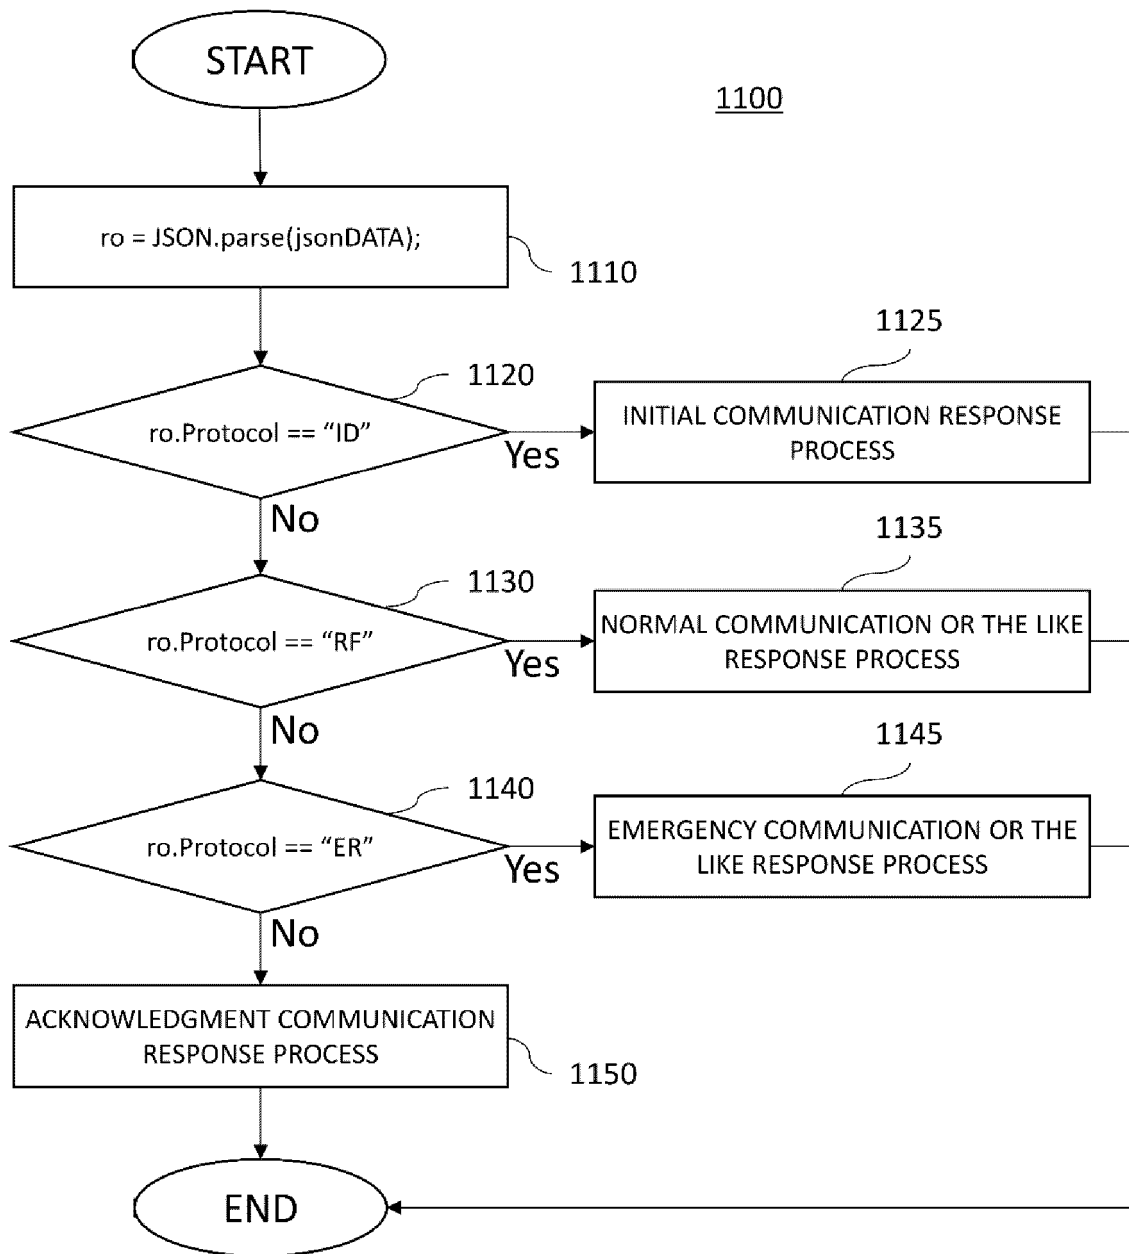 START
1100
ro = JSON.parse(jsonDATA);
1110
1125
1120
ro.Protocol == “ID”
Yes
INITIAL COMMUNICATION RESPONSE
PROCESS
No
1135
1130
ro.Protocol == “RF”
Yes
NORMAL COMMUNICATION OR THE LIKE
RESPONSE PROCESS
No
1145
1140
ro.Protocol == “ER”
Yes
EMERGENCY COMMUNICATION OR THE
LIKE RESPONSE PROCESS
No
ACKNOWLEDGMENT COMMUNICATION
RESPONSE PROCESS
1150
END